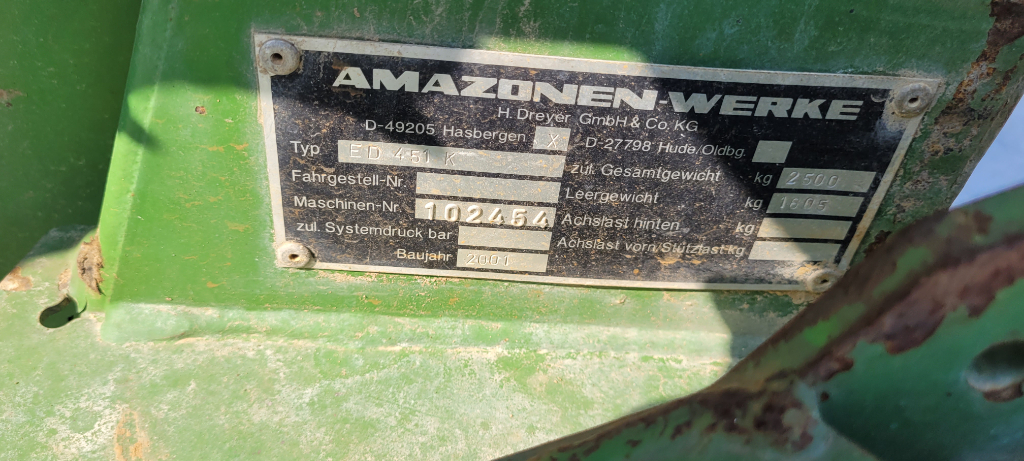 AMAZONEN-WERKE
H. Dreyer GmbH & Co. KG
D-49205 Hasbergen X D-27798 Hude/Oldbg.
Typ ED 451 K zul. Gesamtgewicht kg 2500
Fahrgestell-Nr. Leergewicht kg 1605
Maschinen-Nr. 102454 Achslast hinten kg
zul. Systemdruck bar Achslast vorn/Stützlast kg
Baujahr 2001